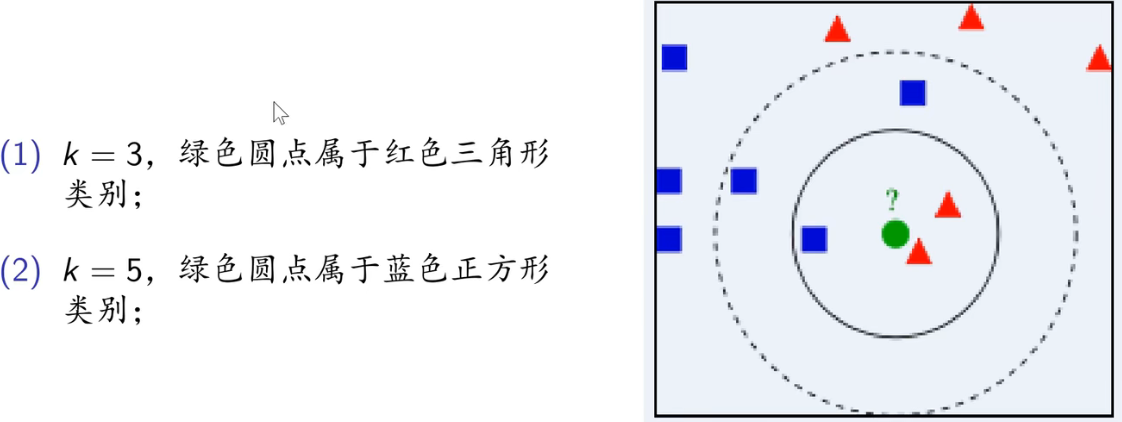 (1) k = 3，绿色圆点属于红色三角形
类别；
(2) k = 5，绿色圆点属于蓝色正方形
类别；
?